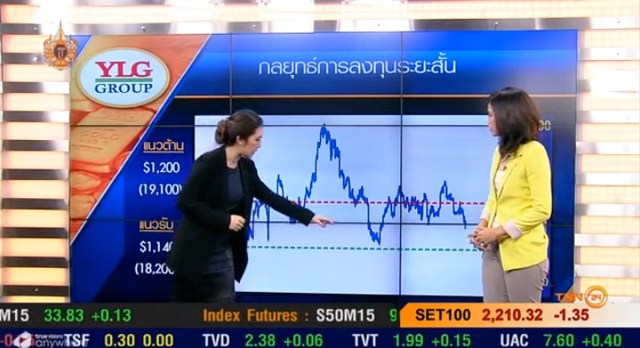 YLG
GROUP
กลยุทธ์การลงทุนระยะสั้น
แนวต้าน
$1,200
(19,100)
แนวรับ
(18,200
M15 33.83 +0.13 Index Futures : S50M15 9 SET100 2,210.32 -1.35
TSF 0.30 0.00 TVD 2.38 +0.06 TVT 1.99 +0.15 UAC 7.60 +0.40